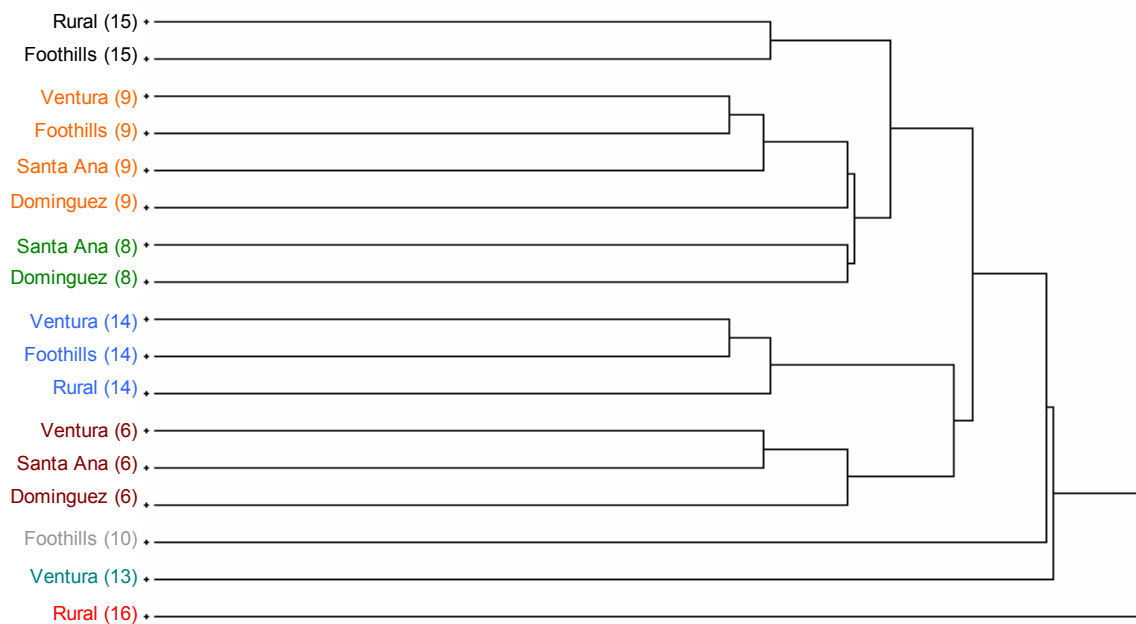 Rural (15)
Foothills (15)
Ventura (9)
Foothills (9)
Santa Ana (9)
Dominguez (9)
Santa Ana (8)
Dominguez (8)
Ventura (14)
Foothills (14)
Rural (14)
Ventura (6)
Santa Ana (6)
Dominguez (6)
Foothills (10)
Ventura (13)
Rural (16)